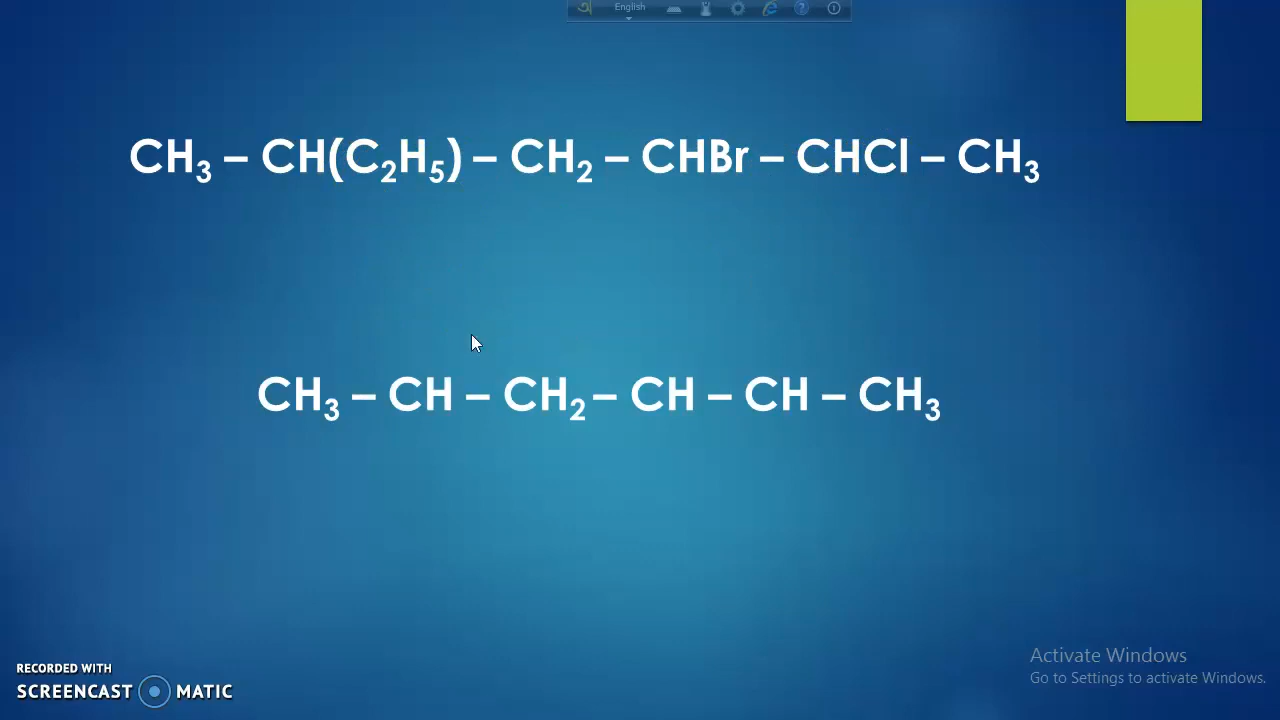 English
CH₃ – CH(C₂H₅) – CH₂ – CHBr – CHCl – CH₃
CH₃ – CH – CH₂ – CH – CH – CH₃
Activate Windows
Go to Settings to activate Windows.
RECORDED WITH
SCREENCAST MATIC